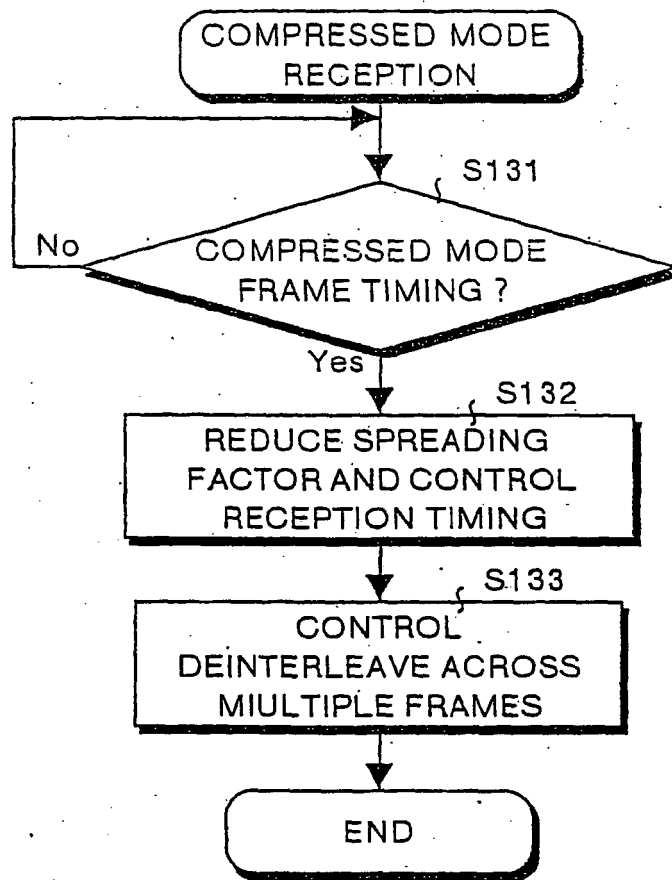 COMPRESSED MODE
RECEPTION
S131
No
COMPRESSED MODE
FRAME TIMING ?
Yes
S132
REDUCE SPREADING
FACTOR AND CONTROL
RECEPTION TIMING
S133
CONTROL
DEINTERLEAVE ACROSS
MIULTIPLE FRAMES
END